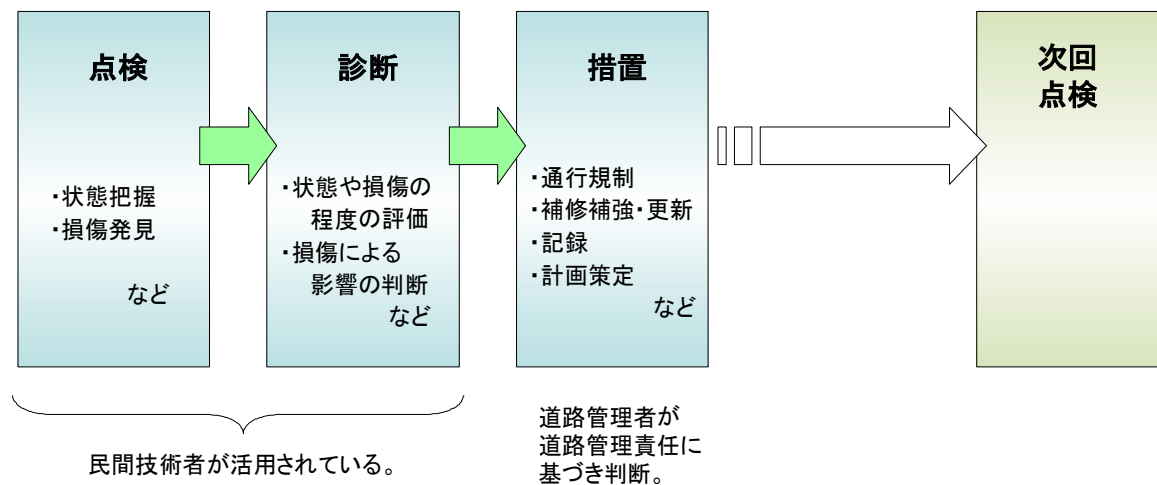 点検
・状態把握
・損傷発見
など
診断
・状態や損傷の
程度の評価
・損傷による
影響の判断
など
措置
・通行規制
・補修補強・更新
・記録
・計画策定
など
次回
点検
民間技術者が活用されている。
道路管理者が
道路管理責任に
基づき判断。